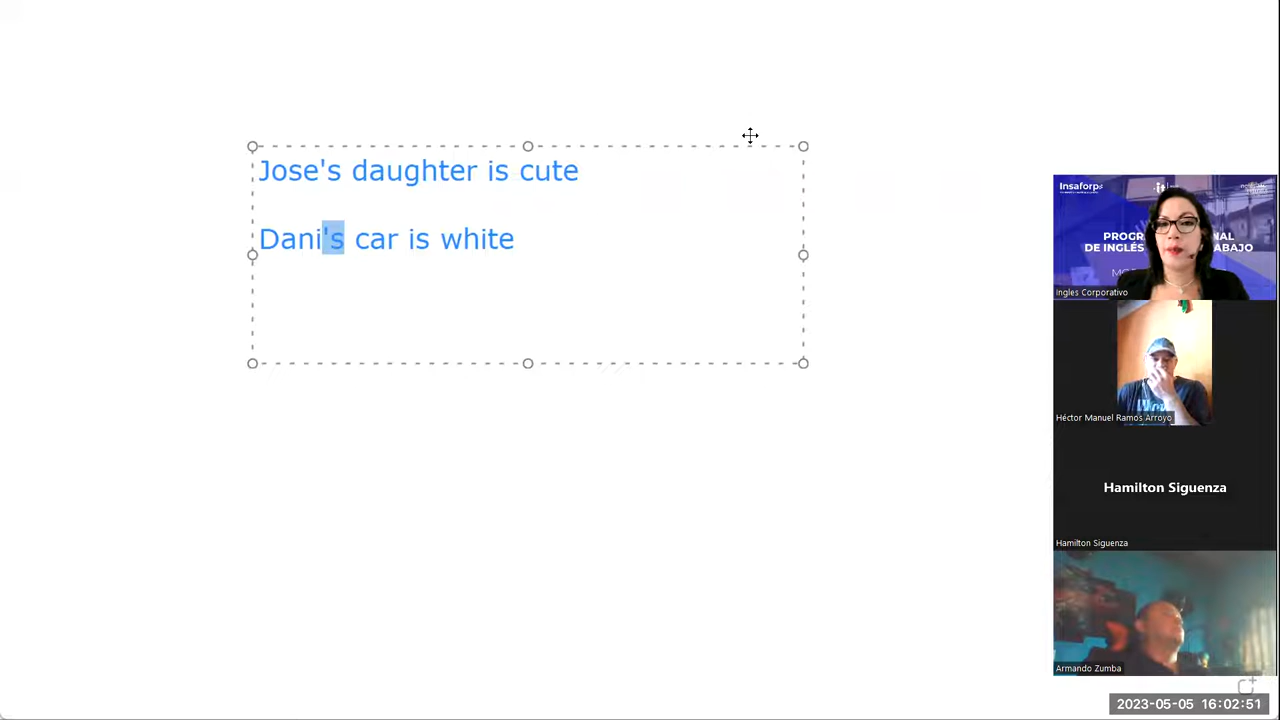 Jose's daughter is cute
Dani's car is white
Insaforp
PROGR
NAL
DE INGLÉS
ABAJO
Ingles Corporativo
Héctor Manuel Ramos Arroyo
Hamilton Siguenza
Hamilton Siguenza
Armando Zumba
2023-05-05 16:02:51